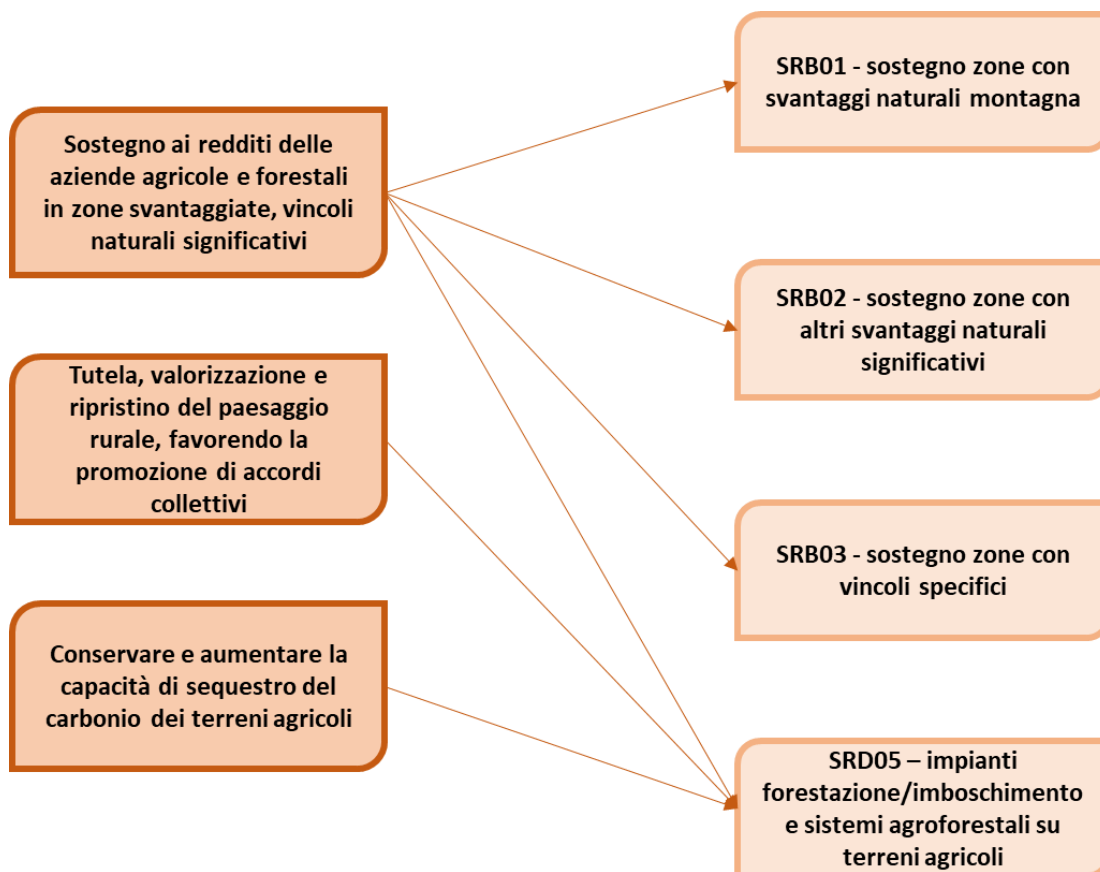 Sostegno ai redditi delle
aziende agricole e forestali
in zone svantaggiate, vincoli
naturali significativi
Tutela, valorizzazione e
ripristino del paesaggio
rurale, favorendo la
promozione di accordi
collettivi
Conservare e aumentare la
capacità di sequestro del
carbonio dei terreni agricoli
SRB01 - sostegno zone con
svantaggi naturali montagna
SRB02 - sostegno zone con
altri svantaggi naturali
significativi
SRB03 - sostegno zone con
vincoli specifici
SRD05 – impianti
forestazione/imboschimento
e sistemi agroforestali su
terreni agricoli